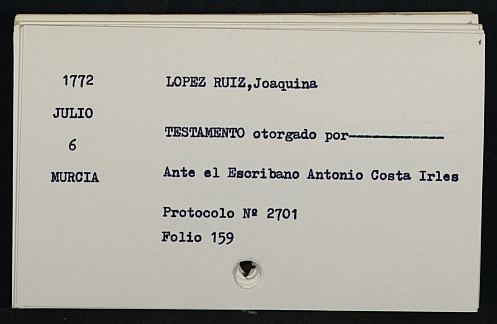 1772
JULIO
6
MURCIA
LOPEZ RUIZ,Joaquina
TESTAMENTO otorgado por-------------
Ante el Escribano Antonio Costa Irles
Protocolo Nº 2701
Folio 159